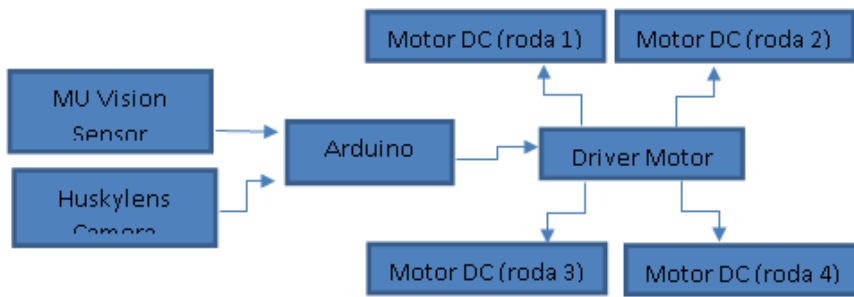 Motor DC (roda 1)
Motor DC (roda 2)
MU Vision
Sensor
Arduino
Driver Motor
Huskylens
Camera
Motor DC (roda 3)
Motor DC (roda 4)